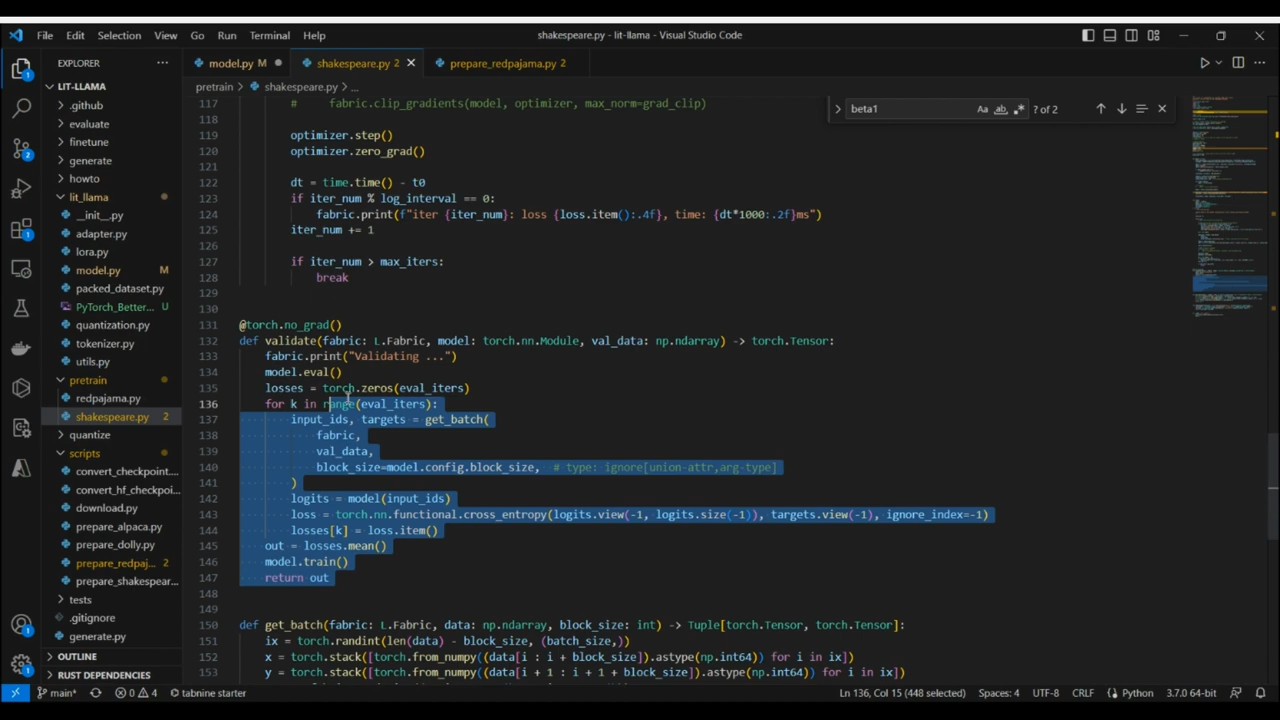 File Edit Selection View Go Run Terminal Help
shakespeare.py - lit-llama - Visual Studio Code
EXPLORER
model.py M
shakespeare.py 2
prepare_redpajama.py 2
LIT-LLAMA
.github
evaluate
finetune
generate
howto
lit_llama
__init__.py
adapter.py
lora.py
model.py M
packed_dataset.py
PyTorch_Better... U
quantization.py
tokenizer.py
utils.py
pretrain
redpajama.py
shakespeare.py 2
quantize
scripts
convert_checkpoint...
convert_hf_checkpo...
download.py
prepare_alpaca.py
prepare_dolly.py
prepare_redpaj... 2
prepare_shakespear...
tests
.gitignore
generate.py
OUTLINE
RUST DEPENDENCIES
pretrain > shakespeare.py > ...
beta1 Aa ab .* ? of 2
117 # fabric.clip_gradients(model, optimizer, max_norm=grad_clip)
118
119 optimizer.step()
120 optimizer.zero_grad()
121
122 dt = time.time() - t0
123 if iter_num % log_interval == 0:
124 fabric.print(f"iter {iter_num}: loss {loss.item():.4f}, time: {dt*1000:.2f}ms")
125 iter_num += 1
126
127 if iter_num > max_iters:
128 break
129
130
131 @torch.no_grad()
132 def validate(fabric: L.Fabric, model: torch.nn.Module, val_data: np.ndarray) -> torch.Tensor:
133 fabric.print("Validating ...")
134 model.eval()
135 losses = torch.zeros(eval_iters)
136 for k in range(eval_iters):
137 input_ids, targets = get_batch(
138 fabric,
139 val_data,
140 block_size=model.config.block_size, # type: ignore[union-attr,arg-type]
141 )
142 logits = model(input_ids)
143 loss = torch.nn.functional.cross_entropy(logits.view(-1, logits.size(-1)), targets.view(-1), ignore_index=-1)
144 losses[k] = loss.item()
145 out = losses.mean()
146 model.train()
147 return out
148
149
150 def get_batch(fabric: L.Fabric, data: np.ndarray, block_size: int) -> Tuple[torch.Tensor, torch.Tensor]:
151 ix = torch.randint(len(data) - block_size, (batch_size,))
152 x = torch.stack([torch.from_numpy((data[i : i + block_size]).astype(np.int64)) for i in ix])
153 y = torch.stack([torch.from_numpy((data[i + 1 : i + 1 + block_size]).astype(np.int64)) for i in ix])
main* 0 4 tabnine starter
Ln 136, Col 15 (448 selected) Spaces: 4 UTF-8 CRLF Python 3.7.0 64-bit